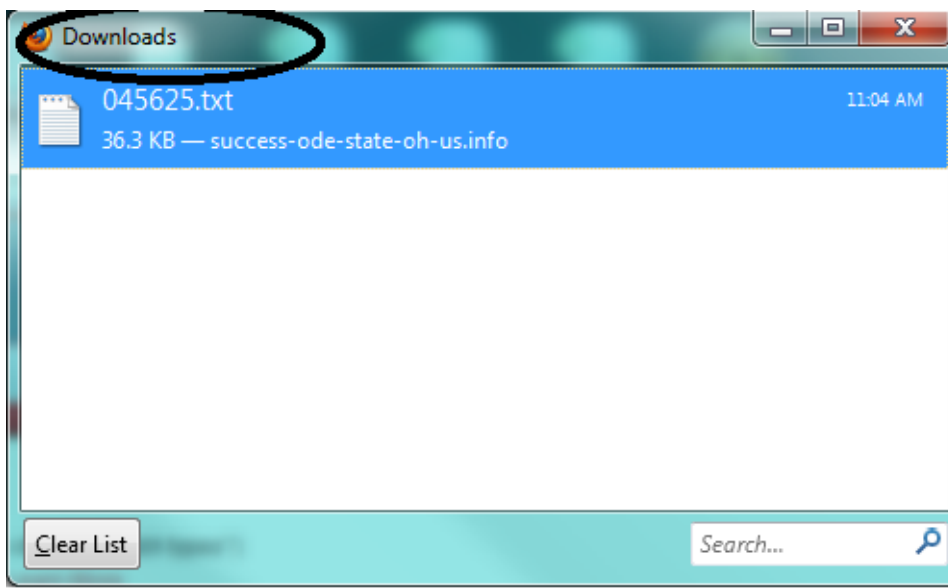 Downloads
045625.txt
11:04 AM
36.3 KB — success-ode-state-oh-us.info
Clear List
Search...